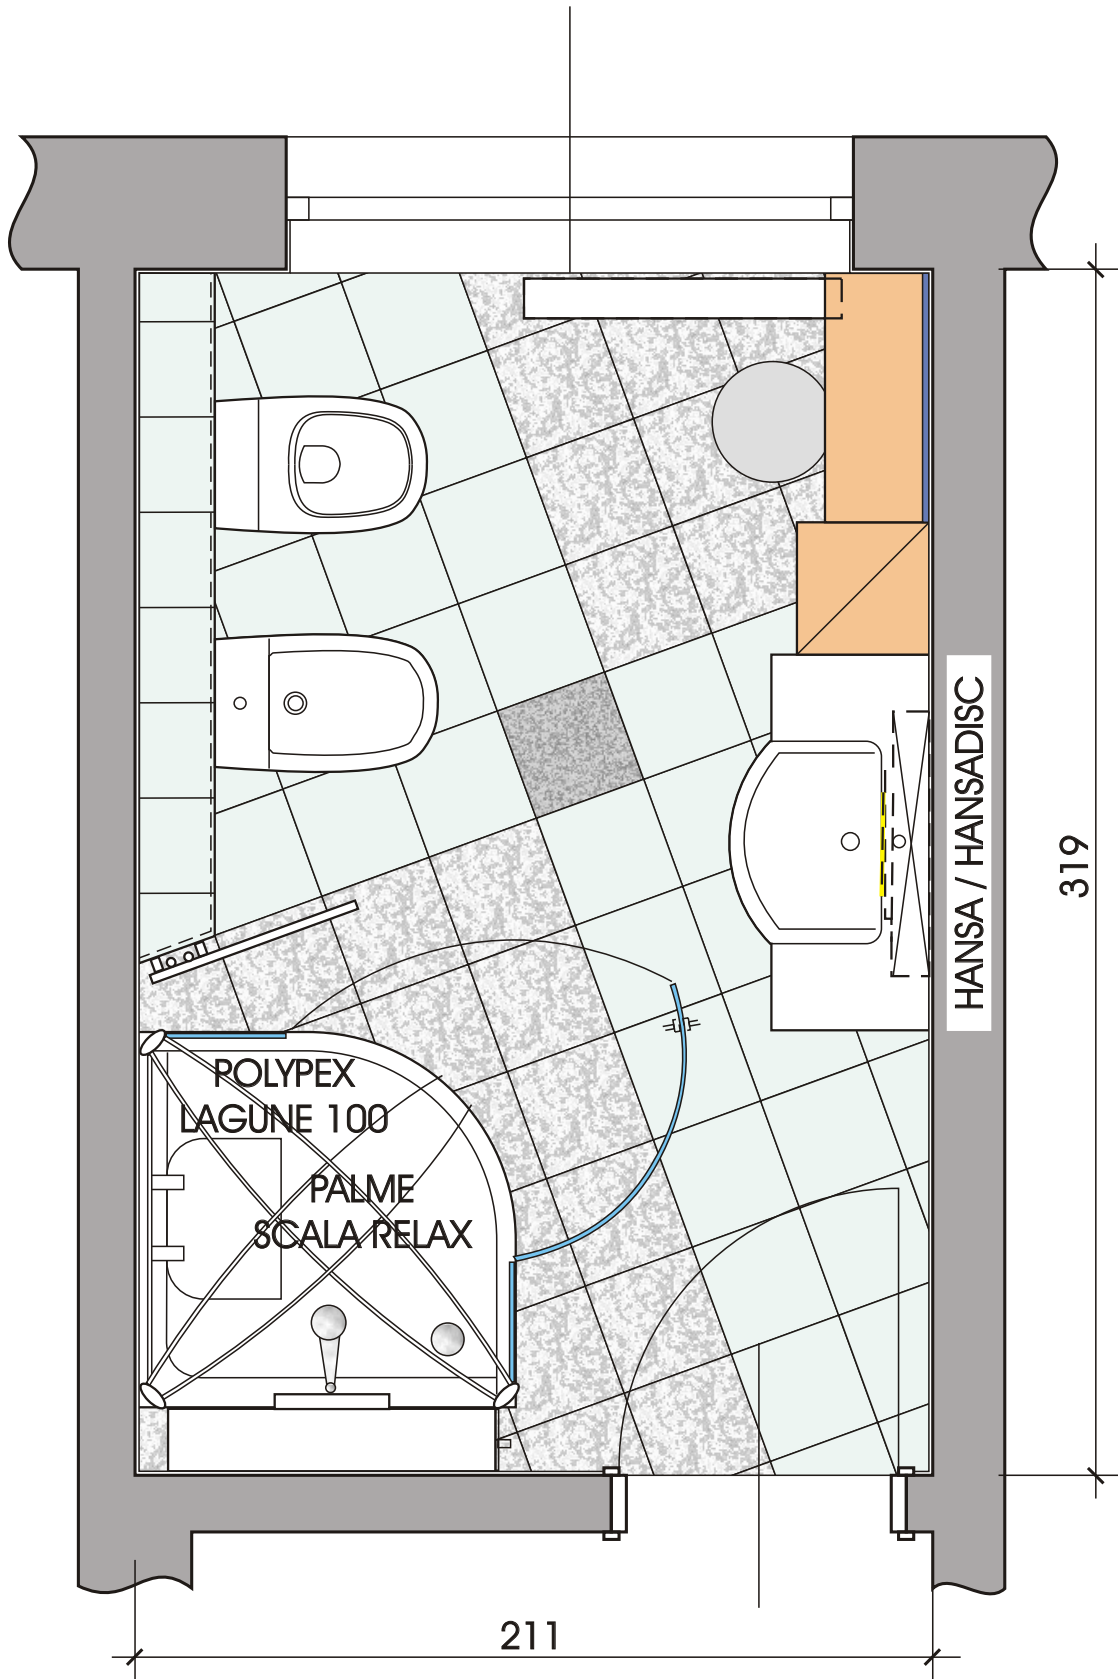 HANSA / HANSADISC
319
POLYPEX
LAGUNE 100
PALME
SCALA RELAX
211